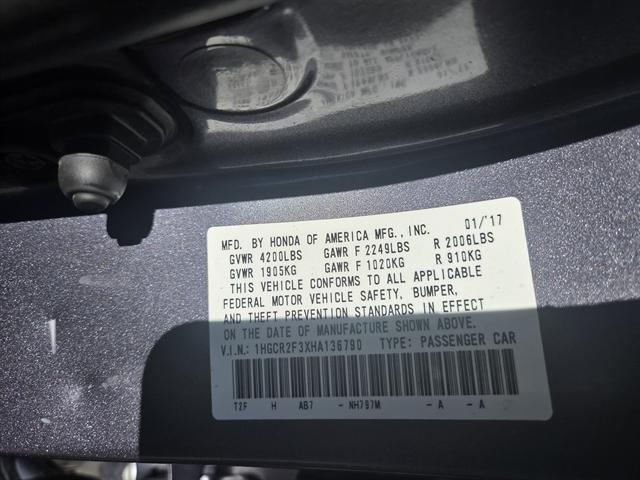 MFD. BY HONDA OF AMERICA MFG., INC. 01/'17
GVWR 4200LBS GAWR F 2249LBS R 2006LBS
GVWR 1905KG GAWR F 1020KG R 910KG
THIS VEHICLE CONFORMS TO ALL APPLICABLE
FEDERAL MOTOR VEHICLE SAFETY, BUMPER,
AND THEFT PREVENTION STANDARDS IN EFFECT
ON THE DATE OF MANUFACTURE SHOWN ABOVE.
V.I.N.: 1HGCR2F3XHA136790 TYPE: PASSENGER CAR
T2F H AB7 - NH797M - A - A